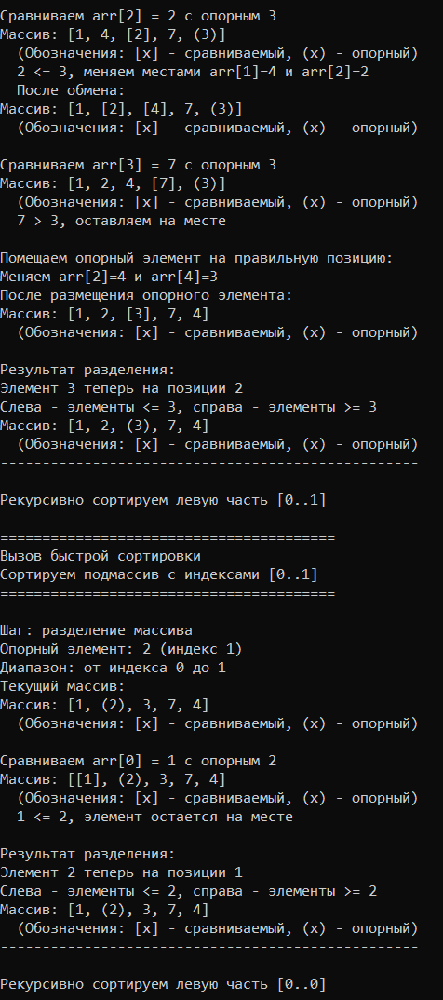 Сравниваем arr[2] = 2 с опорным 3
Массив: [1, 4, [2], 7, (3)]
(Обозначения: [x] - сравниваемый, (x) - опорный)
2 <= 3, меняем местами arr[1]=4 и arr[2]=2
После обмена:
Массив: [1, [2], [4], 7, (3)]
(Обозначения: [x] - сравниваемый, (x) - опорный)
Сравниваем arr[3] = 7 с опорным 3
Массив: [1, 2, 4, [7], (3)]
(Обозначения: [x] - сравниваемый, (x) - опорный)
7 > 3, оставляем на месте
Помещаем опорный элемент на правильную позицию:
Меняем arr[2]=4 и arr[4]=3
После размещения опорного элемента:
Массив: [1, 2, [3], 7, 4]
(Обозначения: [x] - сравниваемый, (x) - опорный)
Результат разделения:
Элемент 3 теперь на позиции 2
Слева - элементы <= 3, справа - элементы >= 3
Массив: [1, 2, (3), 7, 4]
(Обозначения: [x] - сравниваемый, (x) - опорный)
--------------------------------------------------
Рекурсивно сортируем левую часть [0..1]
========================================
Вызов быстрой сортировки
Сортируем подмассив с индексами [0..1]
========================================
Шаг: разделение массива
Опорный элемент: 2 (индекс 1)
Диапазон: от индекса 0 до 1
Текущий массив:
Массив: [1, (2), 3, 7, 4]
(Обозначения: [x] - сравниваемый, (x) - опорный)
Сравниваем arr[0] = 1 с опорным 2
Массив: [[1], (2), 3, 7, 4]
(Обозначения: [x] - сравниваемый, (x) - опорный)
1 <= 2, элемент остается на месте
Результат разделения:
Элемент 2 теперь на позиции 1
Слева - элементы <= 2, справа - элементы >= 2
Массив: [1, (2), 3, 7, 4]
(Обозначения: [x] - сравниваемый, (x) - опорный)
--------------------------------------------------
Рекурсивно сортируем левую часть [0..0]